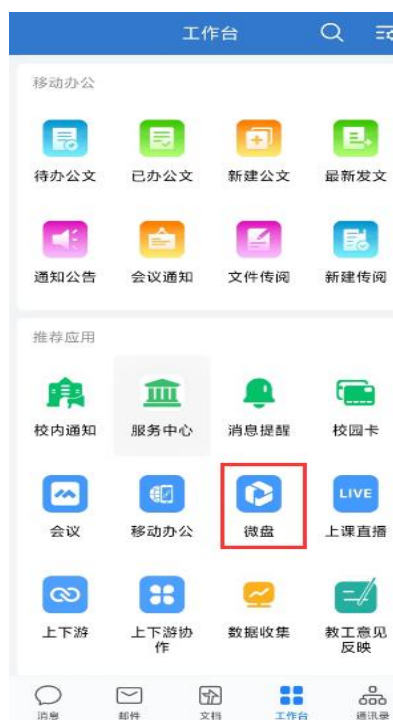 工作台
移动办公
待办公文 已办公文 新建公文 最新发文
通知公告 会议通知 文件传阅 新建传阅
推荐应用
校内通知 服务中心 消息提醒 校园卡
LIVE
会议 移动办公 微盘 上课直播
上下游 上下游协作 数据收集 教工意见反映
消息 邮件 文档 工作台 通讯录